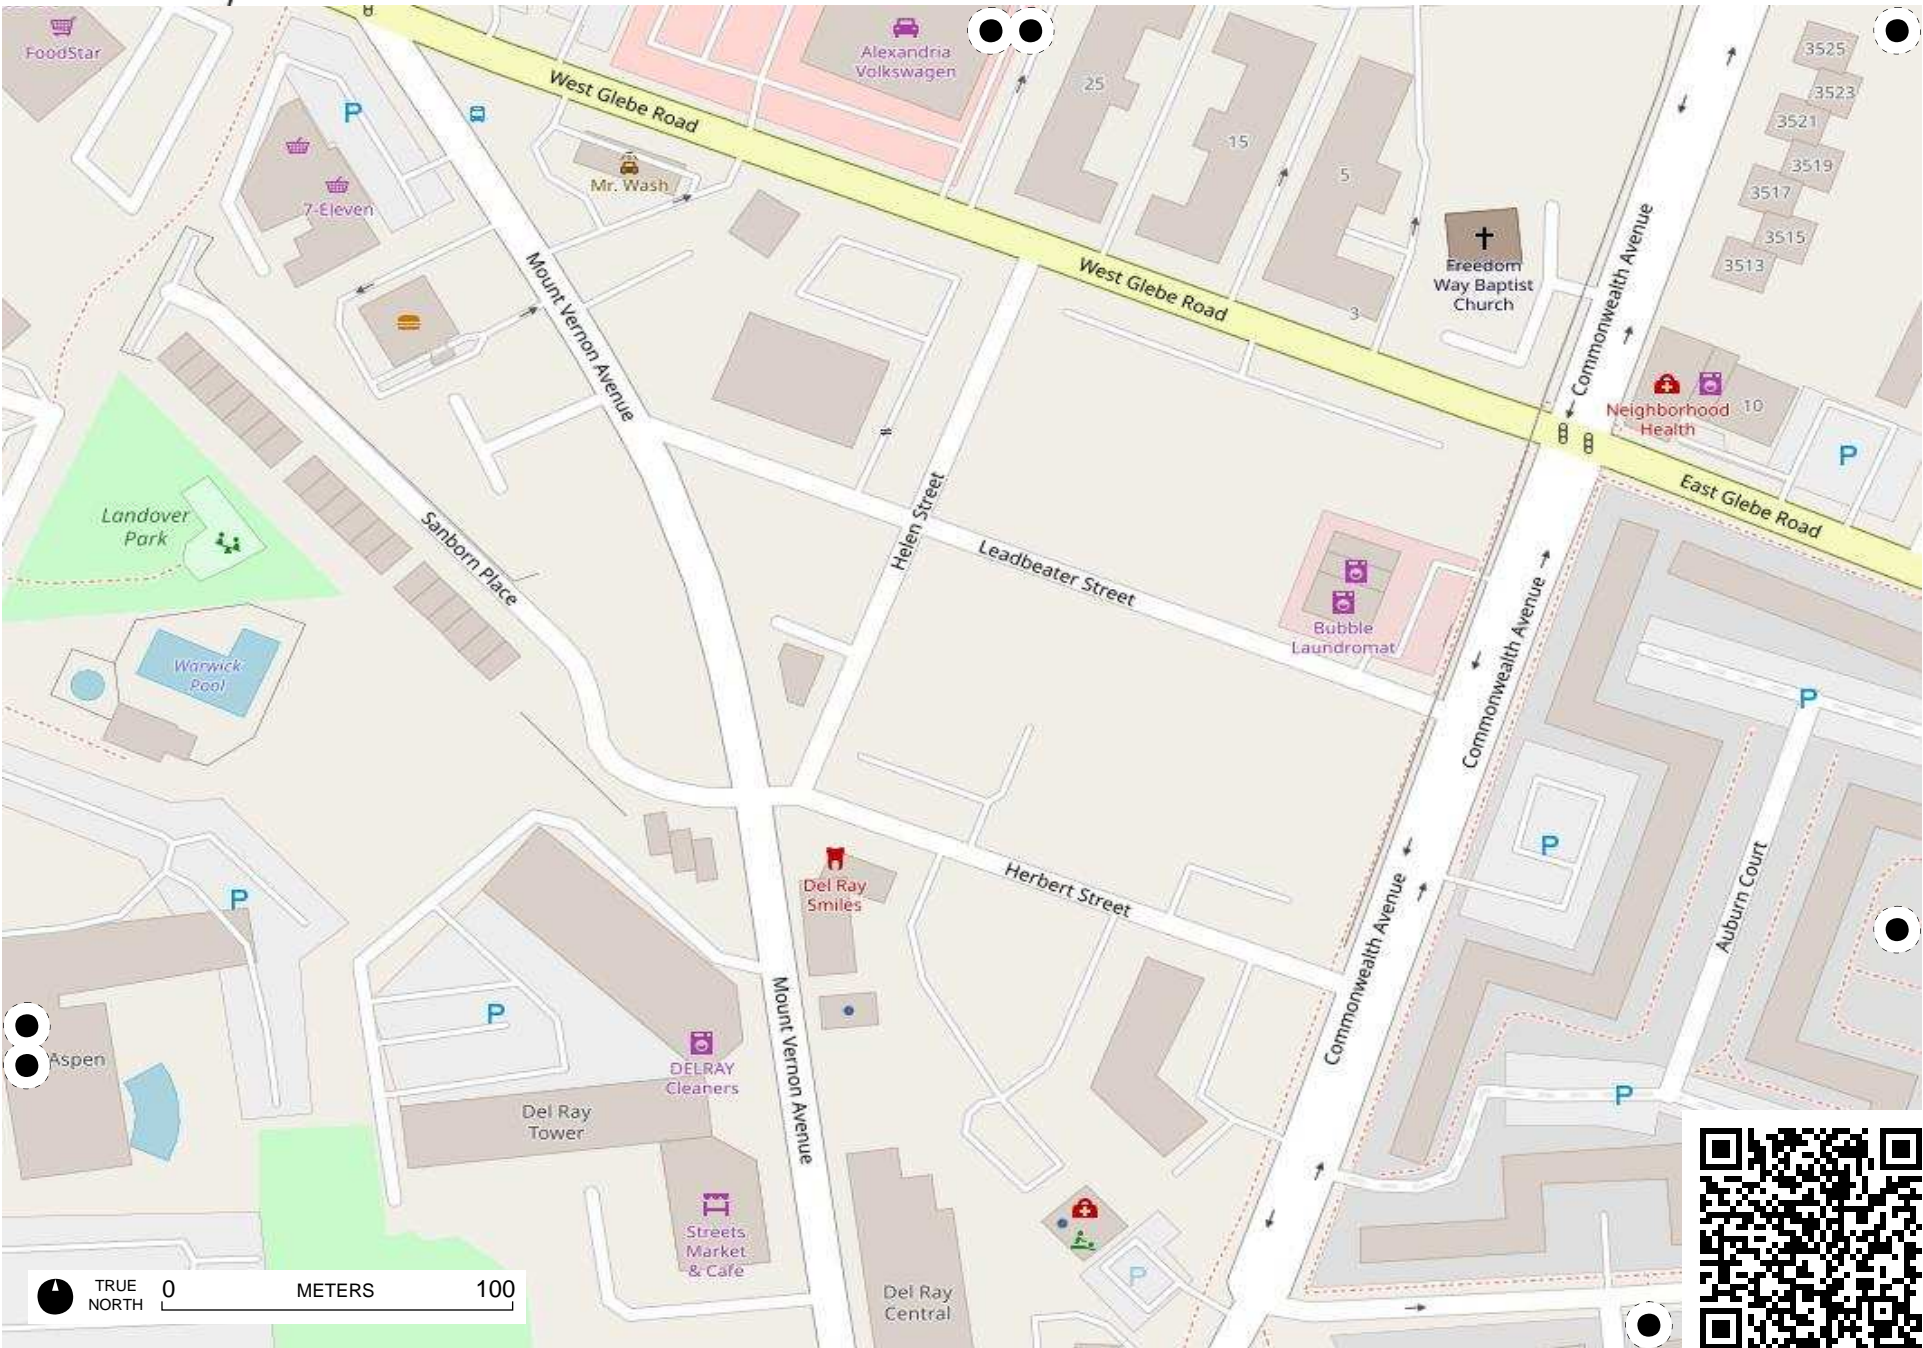 FoodStar
Alexandria
Volkswagen
West Glebe Road
P
7-Eleven
Mr. Wash
25
15
5
3
3525
3523
3521
3519
3517
3515
3513
Freedom
Way Baptist
Church
Commonwealth Avenue
West Glebe Road
Mount Vernon Avenue
Neighborhood
Health
10
P
East Glebe Road
Landover
Park
Sanborn Place
Helen Street
Leadbeater Street
Bubble
Laundromat
Commonwealth Avenue
Warwick
Pool
P
P
P
Del Ray
Smiles
Herbert Street
Commonwealth Avenue
Auburn Court
Aspen
P
Mount Vernon Avenue
DELRAY
Cleaners
Del Ray
Tower
P
Streets
Market
& Cafe
P
Del Ray
Central
TRUE
NORTH
0 METERS 100